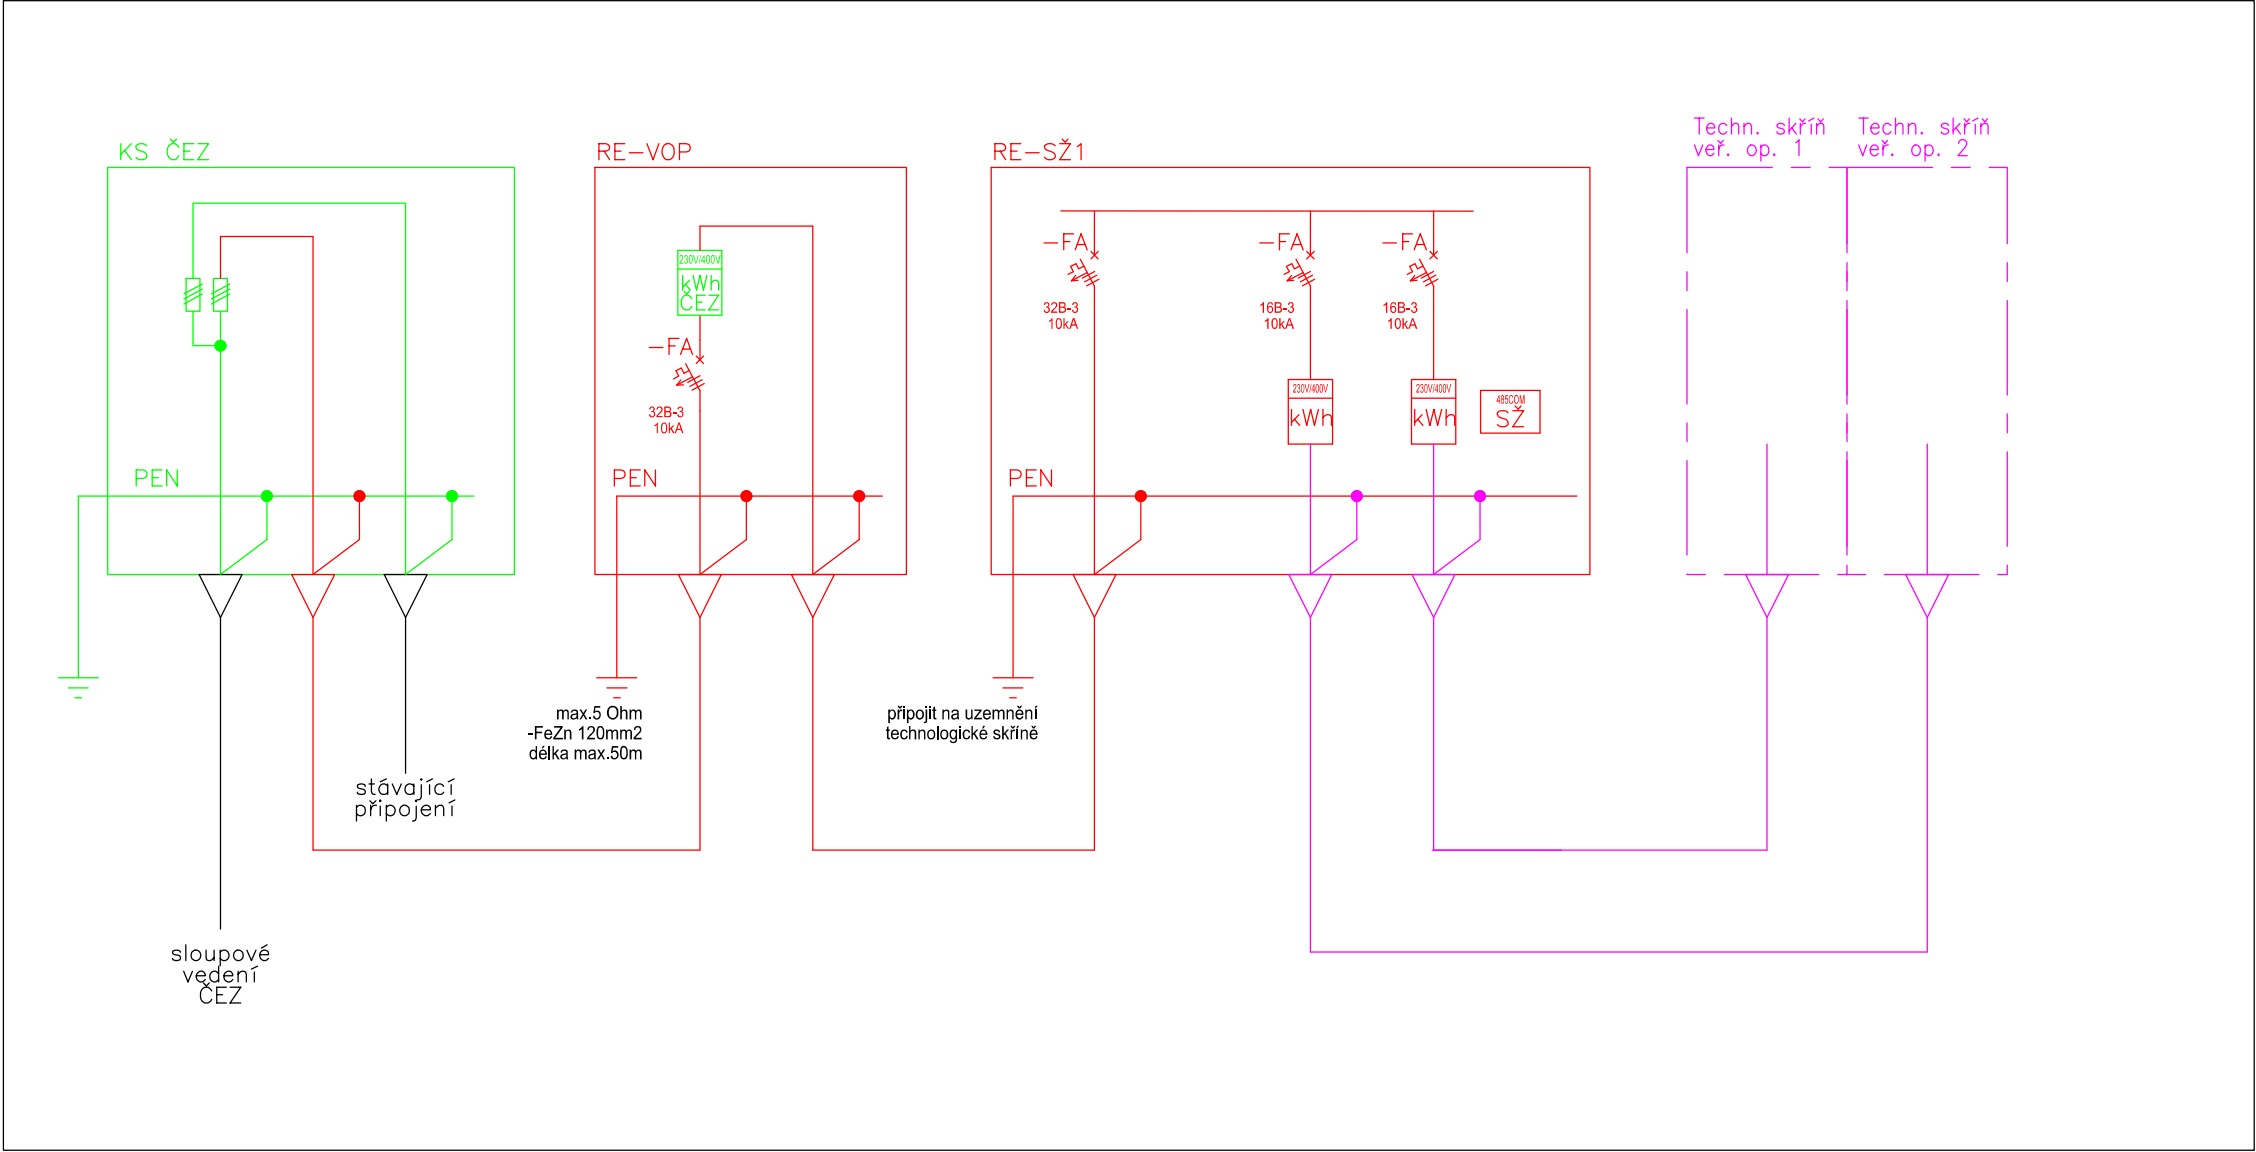 KS ČEZ
PEN
sloupové
vedení
ČEZ
stávající
připojení
RE-VOP
230V/400V
kWh
ČEZ
-FA
32B-3
10kA
PEN
max.5 Ohm
-FeZn 120mm2
délka max.50m
RE-SŽ1
-FA
32B-3
10kA
-FA
16B-3
10kA
-FA
16B-3
10kA
230V/400V
kWh
230V/400V
kWh
485COM
SŽ
PEN
připojit na uzemnění
technologické skříně
Techn. skříň
veř. op. 1
Techn. skříň
veř. op. 2